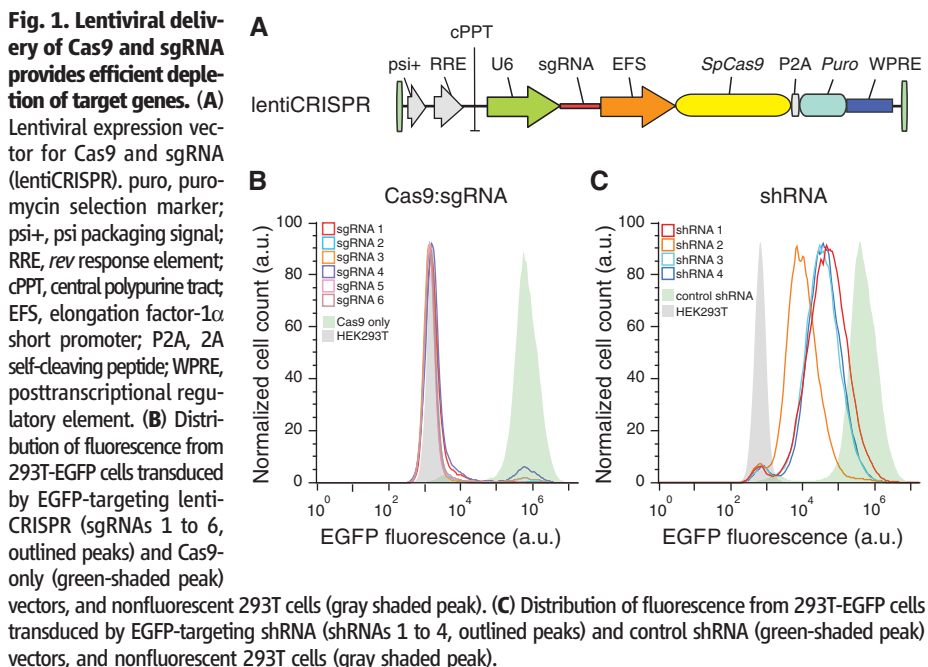 Fig. 1. Lentiviral deliv-
ery of Cas9 and sgRNA
provides efficient deple-
tion of target genes. (A)
Lentiviral expression vec-
tor for Cas9 and sgRNA
(lentiCRISPR). puro, puro-
mycin selection marker;
psi+, psi packaging signal;
RRE, rev response element;
cPPT, central polypurine tract;
EFS, elongation factor-1α
short promoter; P2A, 2A
self-cleaving peptide; WPRE,
posttranscriptional regu-
latory element. (B) Distri-
bution of fluorescence from
293T-EGFP cells transduced
by EGFP-targeting lenti-
CRISPR (sgRNAs 1 to 6,
outlined peaks) and Cas9-
only (green-shaded peak)
vectors, and nonfluorescent 293T cells (gray shaded peak). (C) Distribution of fluorescence from 293T-EGFP cells
transduced by EGFP-targeting shRNA (shRNAs 1 to 4, outlined peaks) and control shRNA (green-shaded peak)
vectors, and nonfluorescent 293T cells (gray shaded peak).
A
cPPT
psi+ RRE U6 sgRNA EFS SpCas9 P2A Puro WPRE
lentiCRISPR
B
Cas9:sgRNA
Normalized cell count (a.u.)
100
80
60
40
20
0
sgRNA 1
sgRNA 2
sgRNA 3
sgRNA 4
sgRNA 5
sgRNA 6
Cas9 only
HEK293T
10^0 10^2 10^4 10^6
EGFP fluorescence (a.u.)
C
shRNA
Normalized cell count (a.u.)
100
80
60
40
20
0
shRNA 1
shRNA 2
shRNA 3
shRNA 4
control shRNA
HEK293T
10^0 10^2 10^4 10^6
EGFP fluorescence (a.u.)